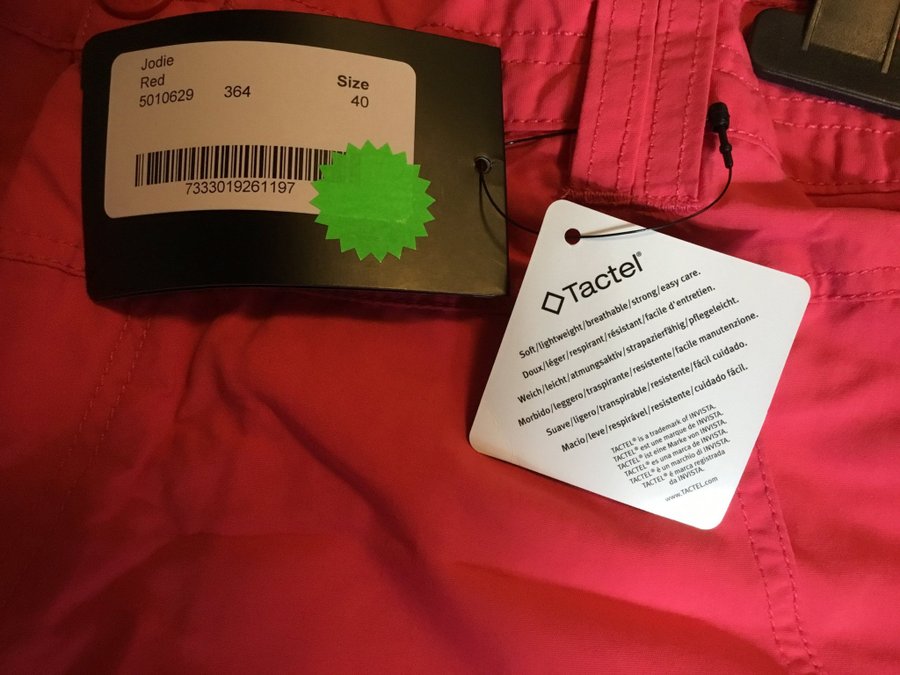 Jodie
Red
5010629 364
Size
40
7333019261197
Tactel®
Soft/lightweight/breathable/strong/easy care.
Doux/léger/respirant/résistant/facile d'entretien.
Weich/leicht/atmungsaktiv/strapazierfähig/pflegeleicht.
Morbido/leggero/traspirante/resistente/facile manutenzione.
Suave/ligero/transpirable/resistente/fácil cuidado.
Macio/leve/respirável/resistente/cuidado fácil.
TACTEL® is a trademark of INVISTA.
TACTEL® est une marque de INVISTA.
TACTEL® ist eine Marke von INVISTA.
TACTEL® es una marca de INVISTA.
TACTEL® é un marchio di INVISTA.
TACTEL® é marca registrada
da INVISTA.
www.TACTEL.com